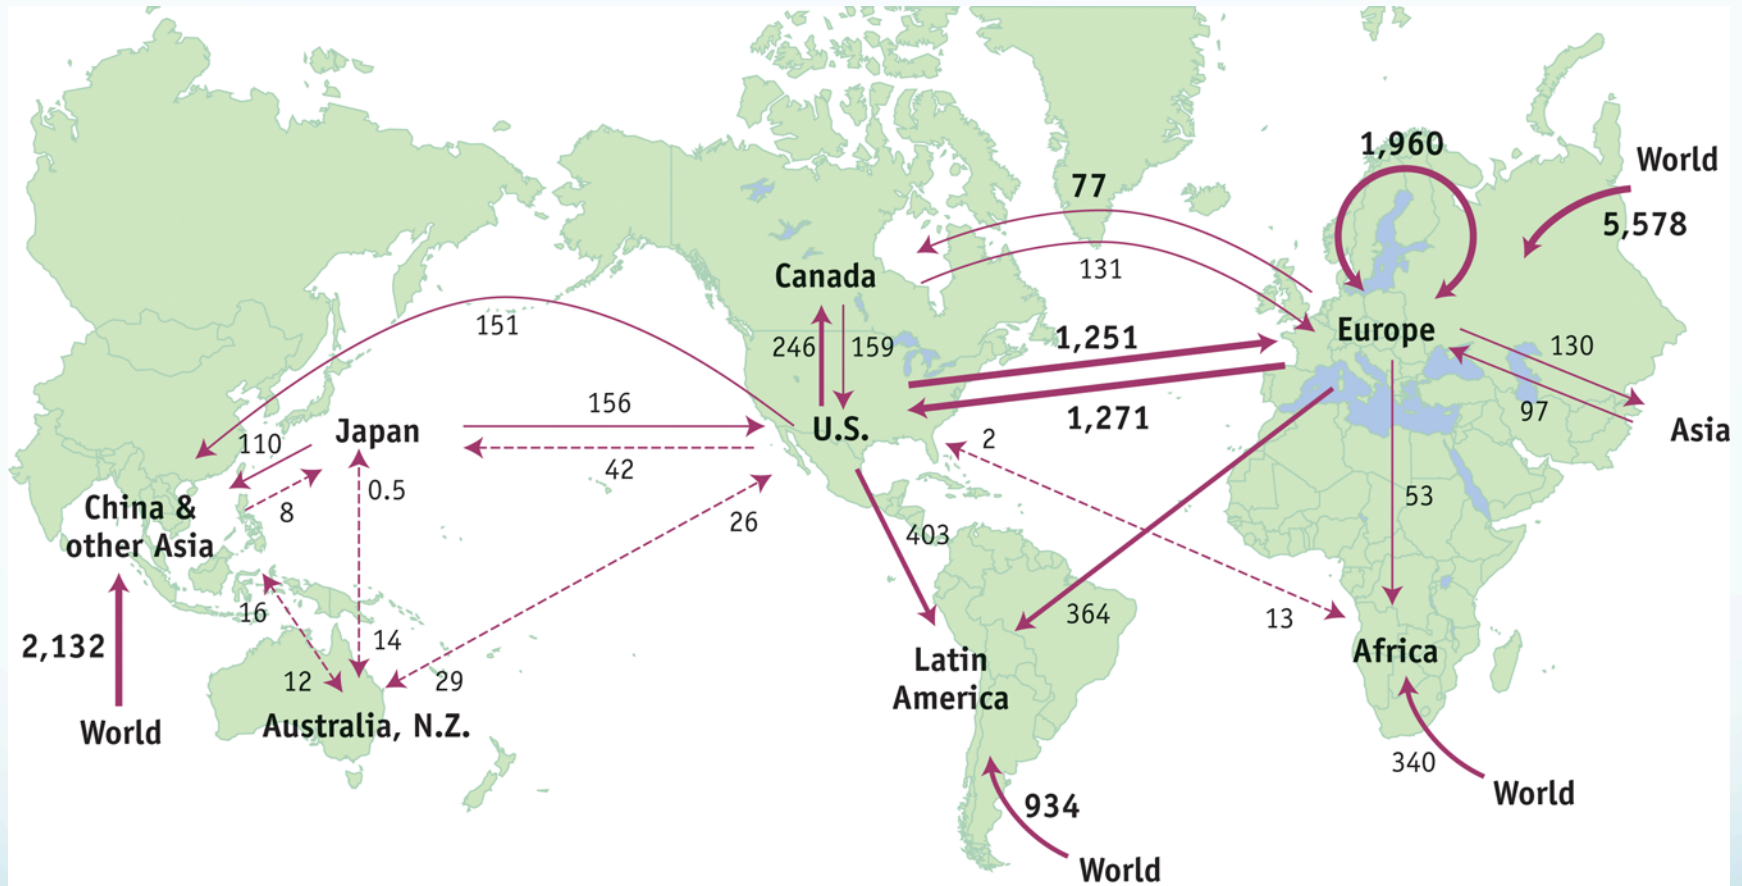 1,960
World
5,578
77
131
Canada
151
246
159
1,251
1,271
Europe
130
97
Asia
156
42
Japan
110
0.5
8
U.S.
2
China &
other Asia
26
403
53
16
14
12
29
364
13
2,132
World
Australia, N.Z.
Latin
America
Africa
340
World
934
World